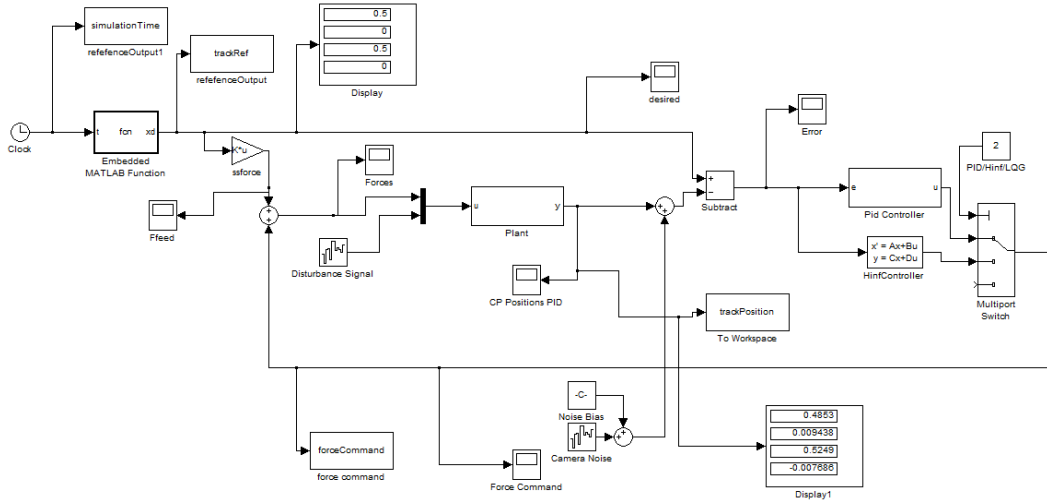 simulationTime
refefenceOutput1
trackRef
refefenceOutput
0.5
0
0.5
0
Display
desired
Error
2
PID/Hinf/LQG
Clock
t fcn xd
Embedded
MATLAB Function
K*u
ssforce
Forces
+
-
Subtract
e u
Pid Controller
Ffeed
+
+
u y
Plant
+
+
Disturbance Signal
x' = Ax+Bu
y = Cx+Du
HinfController
Multiport
Switch
CP Positions PID
trackPosition
To Workspace
-C-
Noise Bias
+
+
Camera Noise
0.4853
0.009438
0.5249
-0.007686
Display1
forceCommand
force command
Force Command